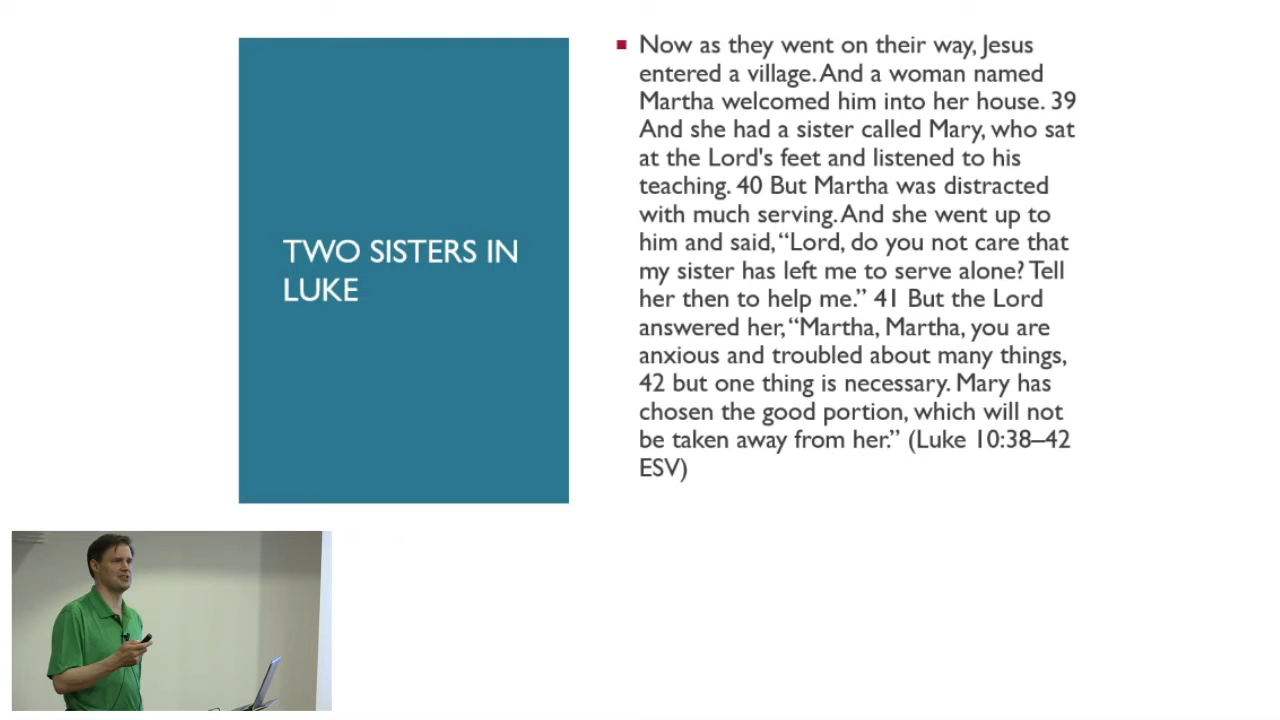 TWO SISTERS IN
LUKE
Now as they went on their way, Jesus
entered a village. And a woman named
Martha welcomed him into her house. 39
And she had a sister called Mary, who sat
at the Lord's feet and listened to his
teaching. 40 But Martha was distracted
with much serving. And she went up to
him and said, “Lord, do you not care that
my sister has left me to serve alone? Tell
her then to help me.” 41 But the Lord
answered her, “Martha, Martha, you are
anxious and troubled about many things,
42 but one thing is necessary. Mary has
chosen the good portion, which will not
be taken away from her.” (Luke 10:38–42
ESV)